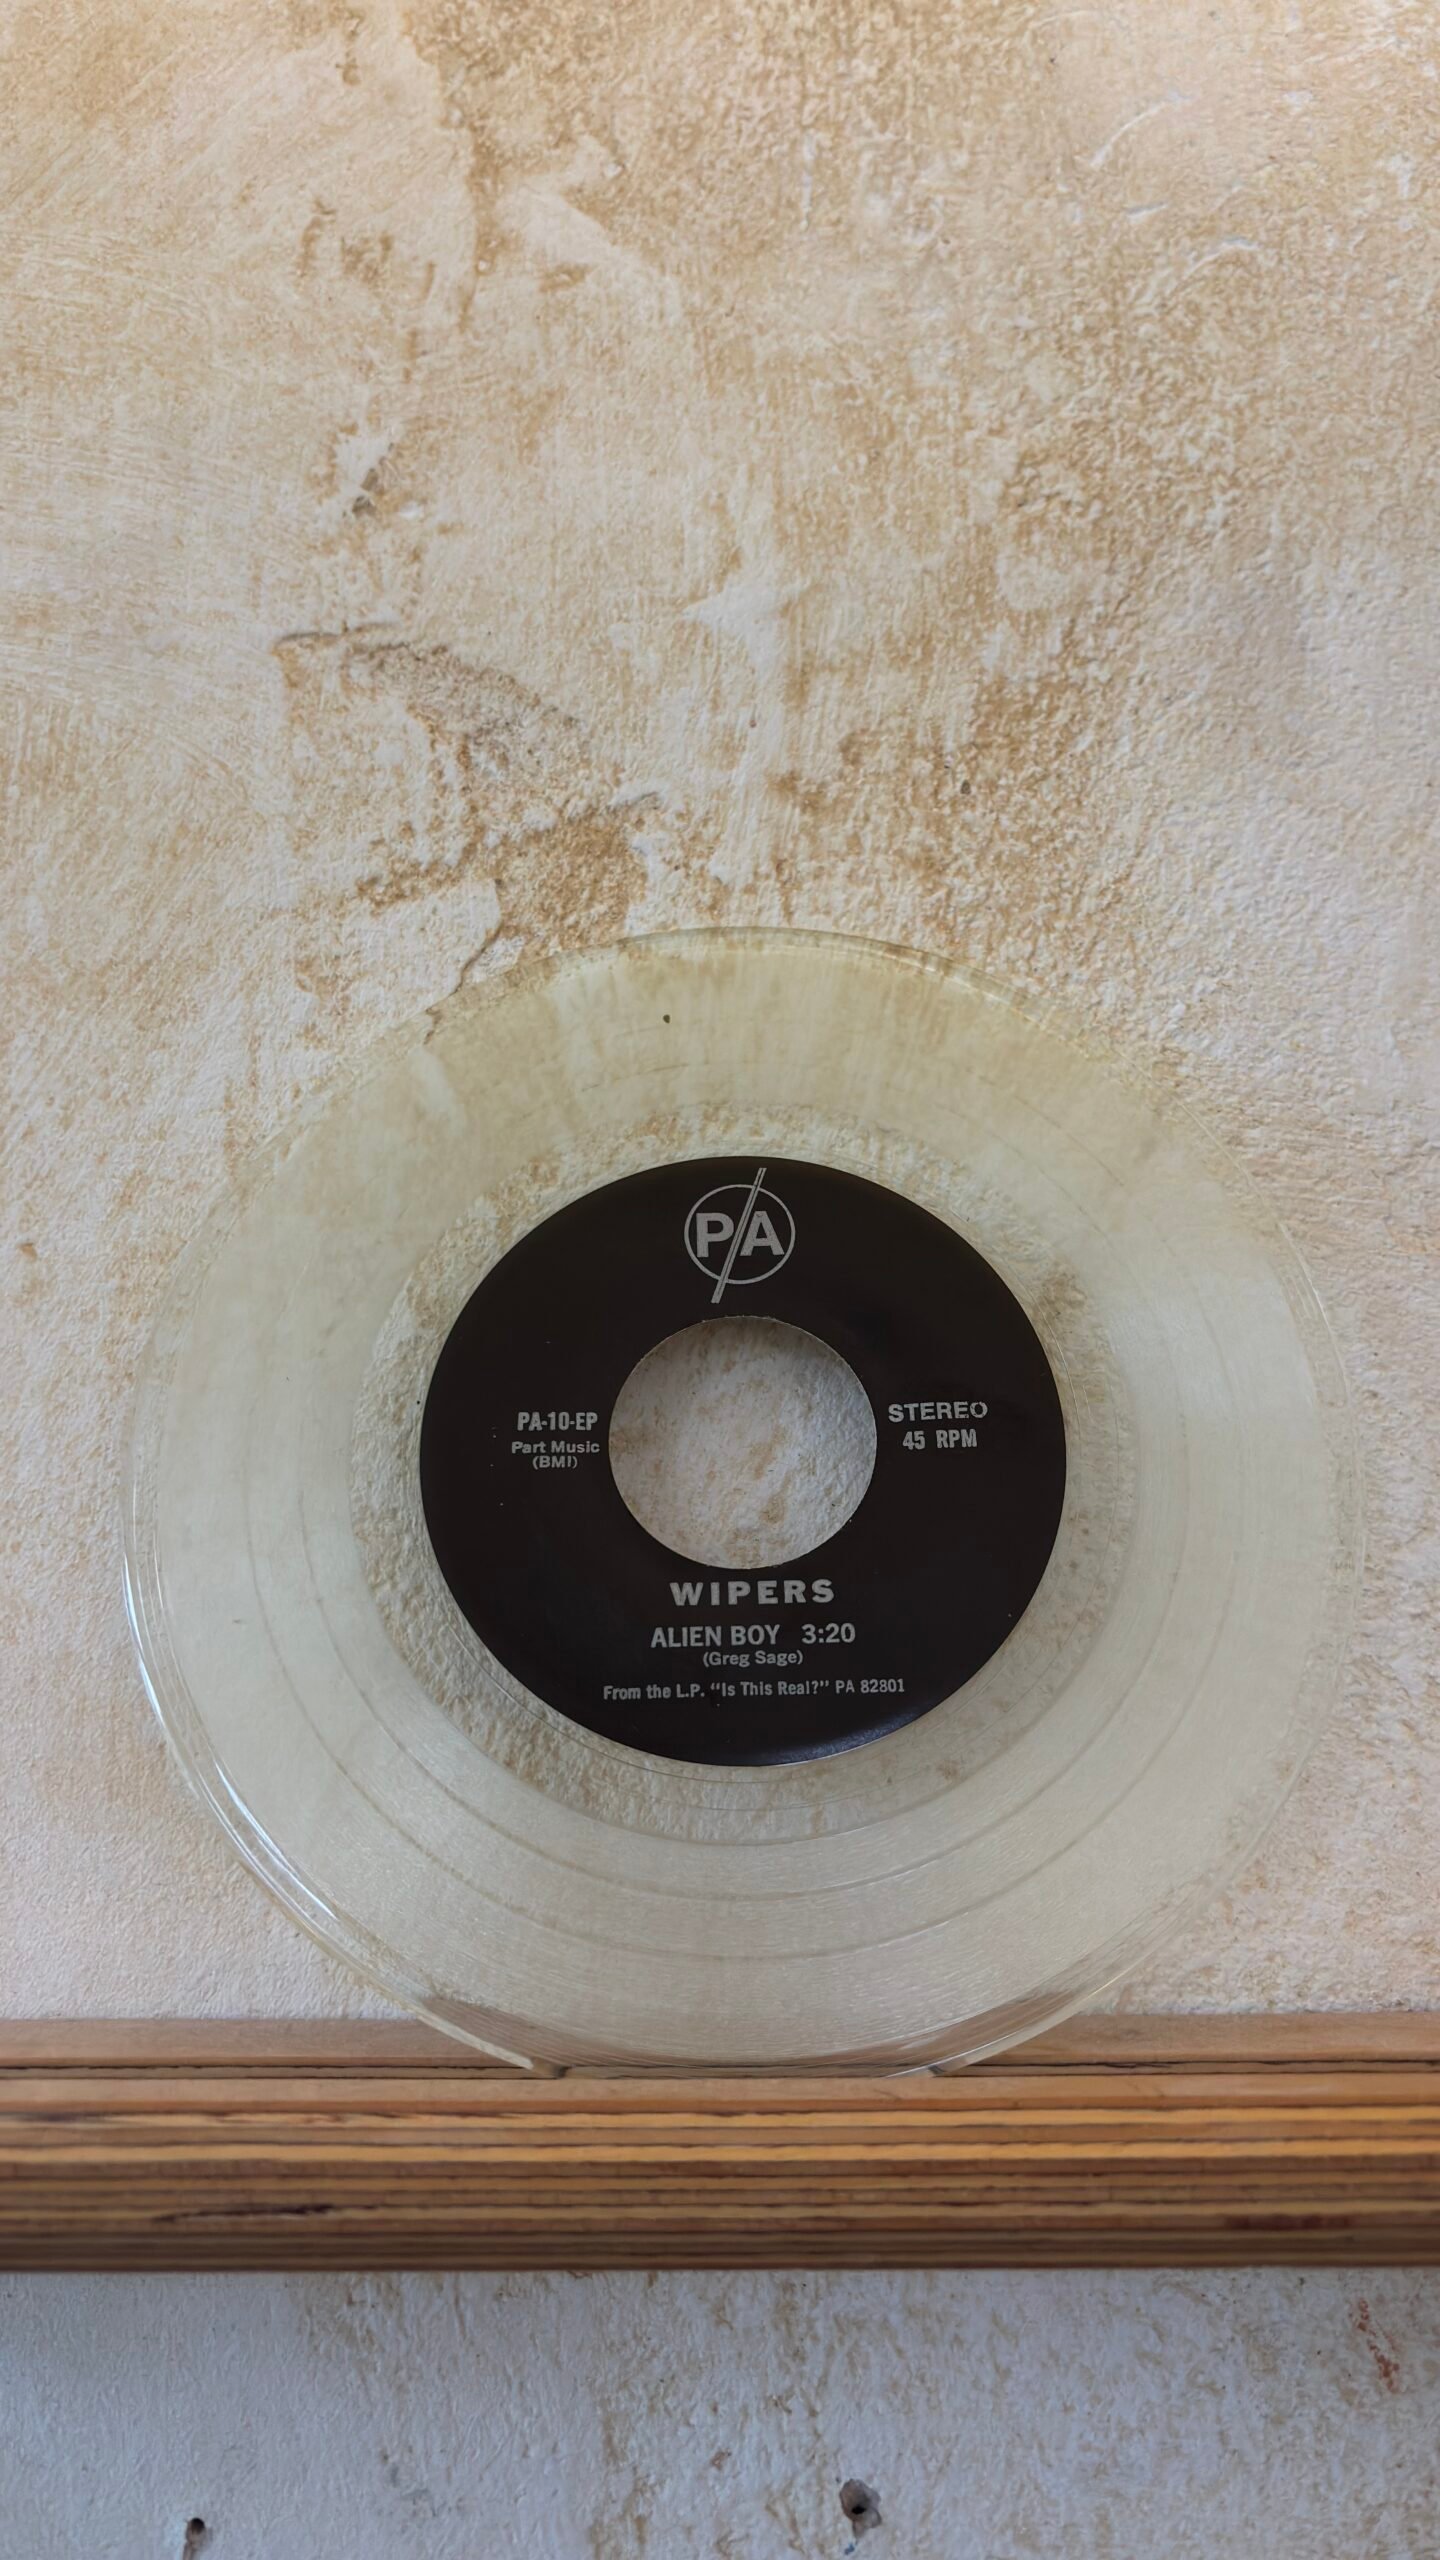 P/A
PA-10-EP
Part Music
(BMI)
STEREO
45 RPM
WIPERS
ALIEN BOY 3:20
(Greg Sage)
From the L.P. “Is This Real?” PA 82801